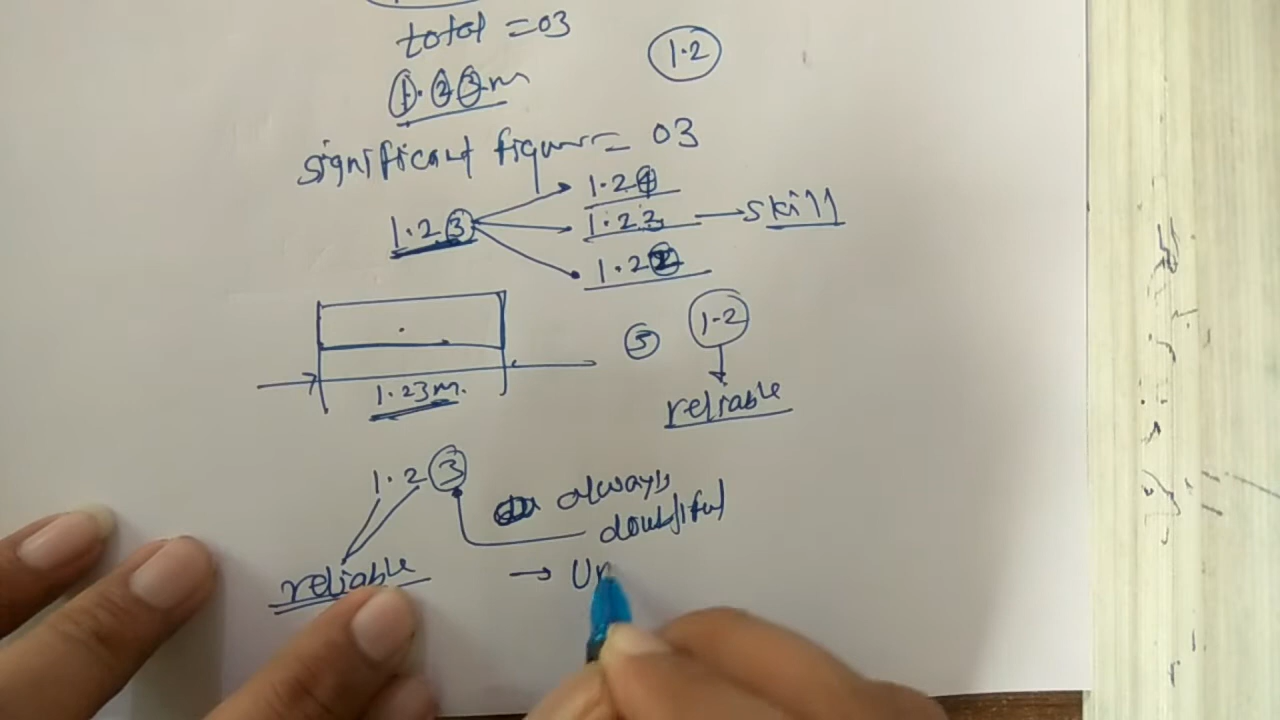 total = 03
1.2
1.23m
significant figure = 03
1.24
1.23
1.23 → skill
1.22
5
1.2
1.23m.
reliable
1.23
always
doubtful
reliable
→ Un